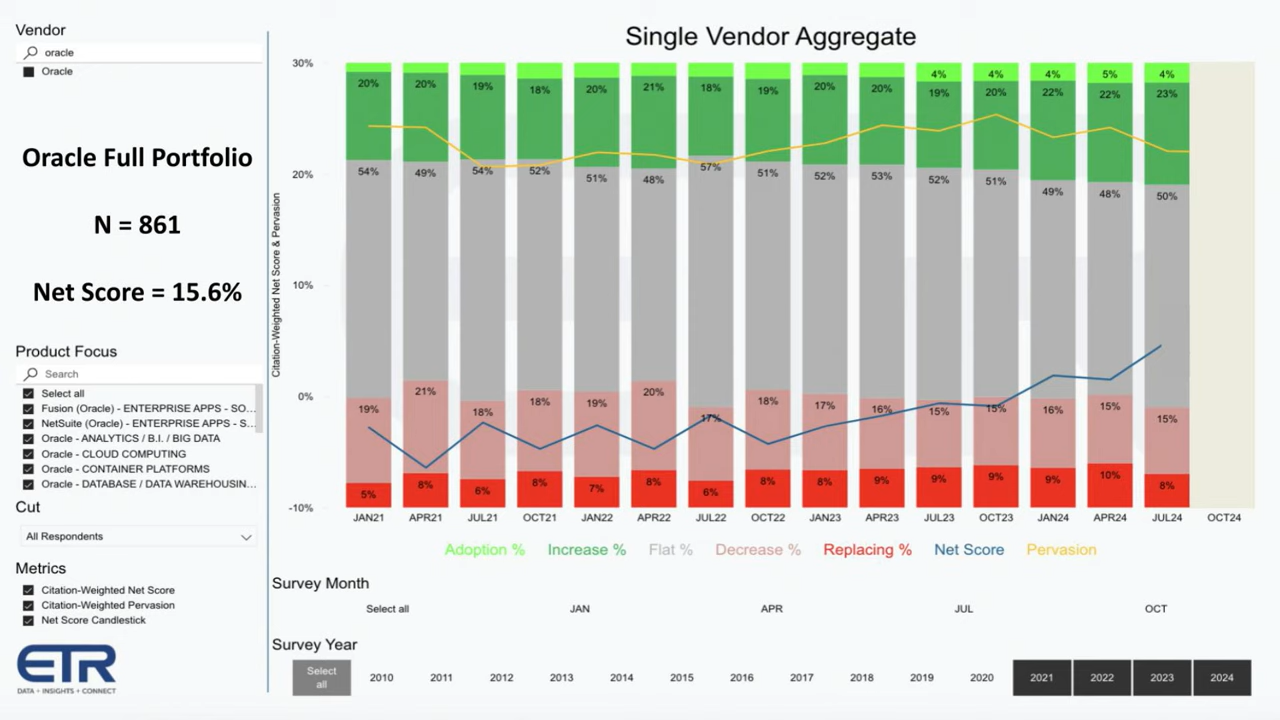 Vendor
oracle
Oracle
Oracle Full Portfolio
N = 861
Net Score = 15.6%
Product Focus
Search
Select all
Fusion (Oracle) - ENTERPRISE APPS - SO...
NetSuite (Oracle) - ENTERPRISE APPS - S...
Oracle - ANALYTICS / B.I. / BIG DATA
Oracle - CLOUD COMPUTING
Oracle - CONTAINER PLATFORMS
Oracle - DATABASE / DATA WAREHOUSIN...
Cut
All Respondents
Metrics
Citation-Weighted Net Score
Citation-Weighted Pervasion
Net Score Candlestick
ETR
DATA + INSIGHTS + CONNECT
Single Vendor Aggregate
Citation-Weighted Net Score & Pervasion
30%
20%
10%
0%
-10%
4% 4% 4% 5% 4%
20% 20% 19% 18% 20% 21% 18% 19% 20% 20% 19% 20% 22% 22% 23%
54% 49% 54% 52% 51% 48% 57% 51% 52% 53% 52% 51% 49% 48% 50%
19% 21% 18% 18% 19% 20% 17% 18% 17% 16% 15% 15% 16% 15% 15%
5% 8% 6% 8% 7% 8% 6% 8% 8% 9% 9% 9% 9% 10% 8%
JAN21 APR21 JUL21 OCT21 JAN22 APR22 JUL22 OCT22 JAN23 APR23 JUL23 OCT23 JAN24 APR24 JUL24 OCT24
Adoption % Increase % Flat % Decrease % Replacing % Net Score Pervasion
Survey Month
Select all JAN APR JUL OCT
Survey Year
Select all 2010 2011 2012 2013 2014 2015 2016 2017 2018 2019 2020 2021 2022 2023 2024